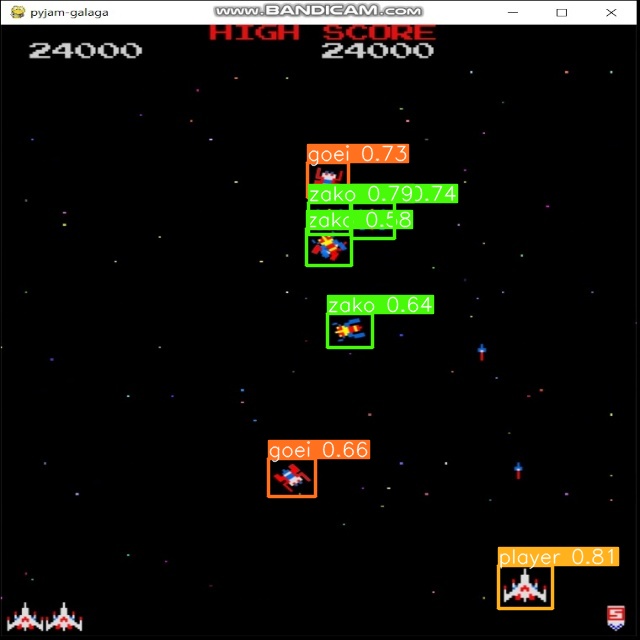 pyjam-galaga
www.BANDICAM.com
HIGH SCORE
24000 24000
goei 0.73
zako 0.79 0.74
zako 0.58
zako 0.64
goei 0.66
player 0.81
5